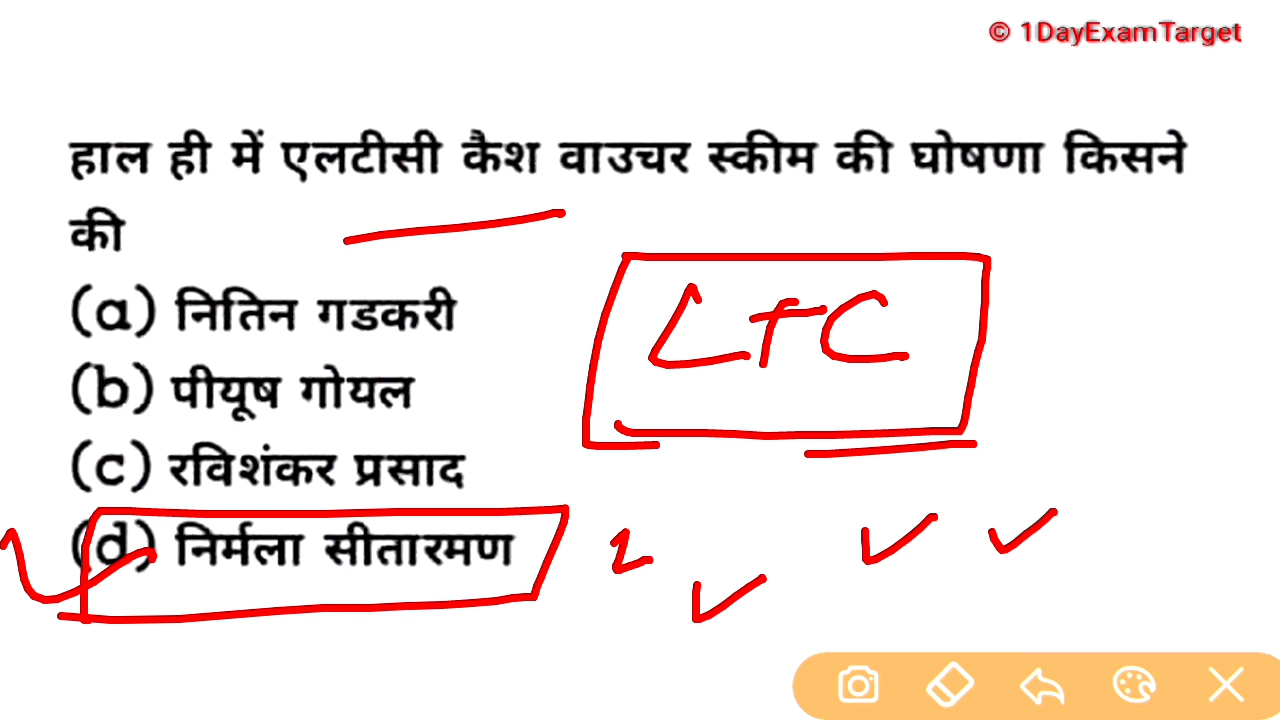 © 1DayExamTarget
हाल ही में एलटीसी कैश वाउचर स्कीम की घोषणा किसने
की
(a) नितिन गडकरी
LTC
(b) पीयूष गोयल
(c) रविशंकर प्रसाद
(d) निर्मला सीतारमण